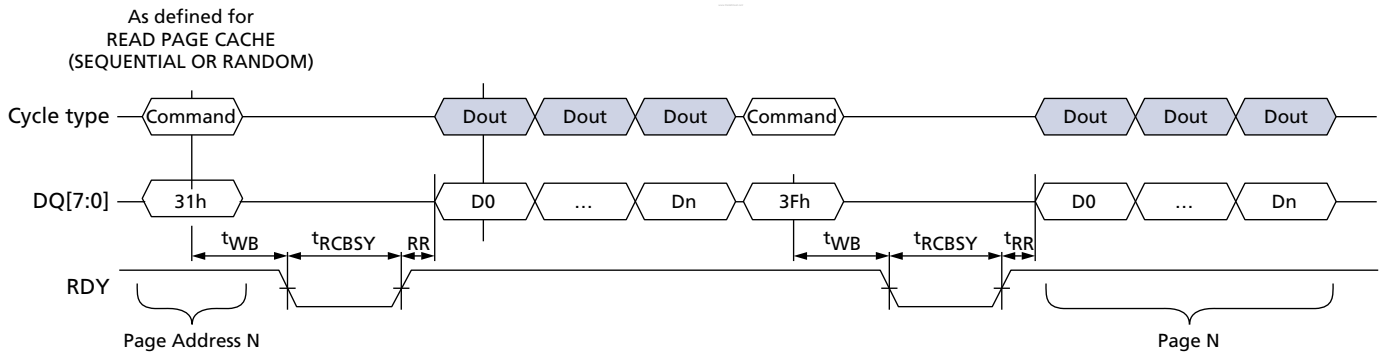 As defined for
READ PAGE CACHE
(SEQUENTIAL OR RANDOM)
Cycle type Command Dout Dout Dout Command Dout Dout Dout
DQ[7:0] 31h D0 … Dn 3Fh D0 … Dn
tWB tRCBSY RR tWB tRCBSY tRR
RDY
Page Address N Page N